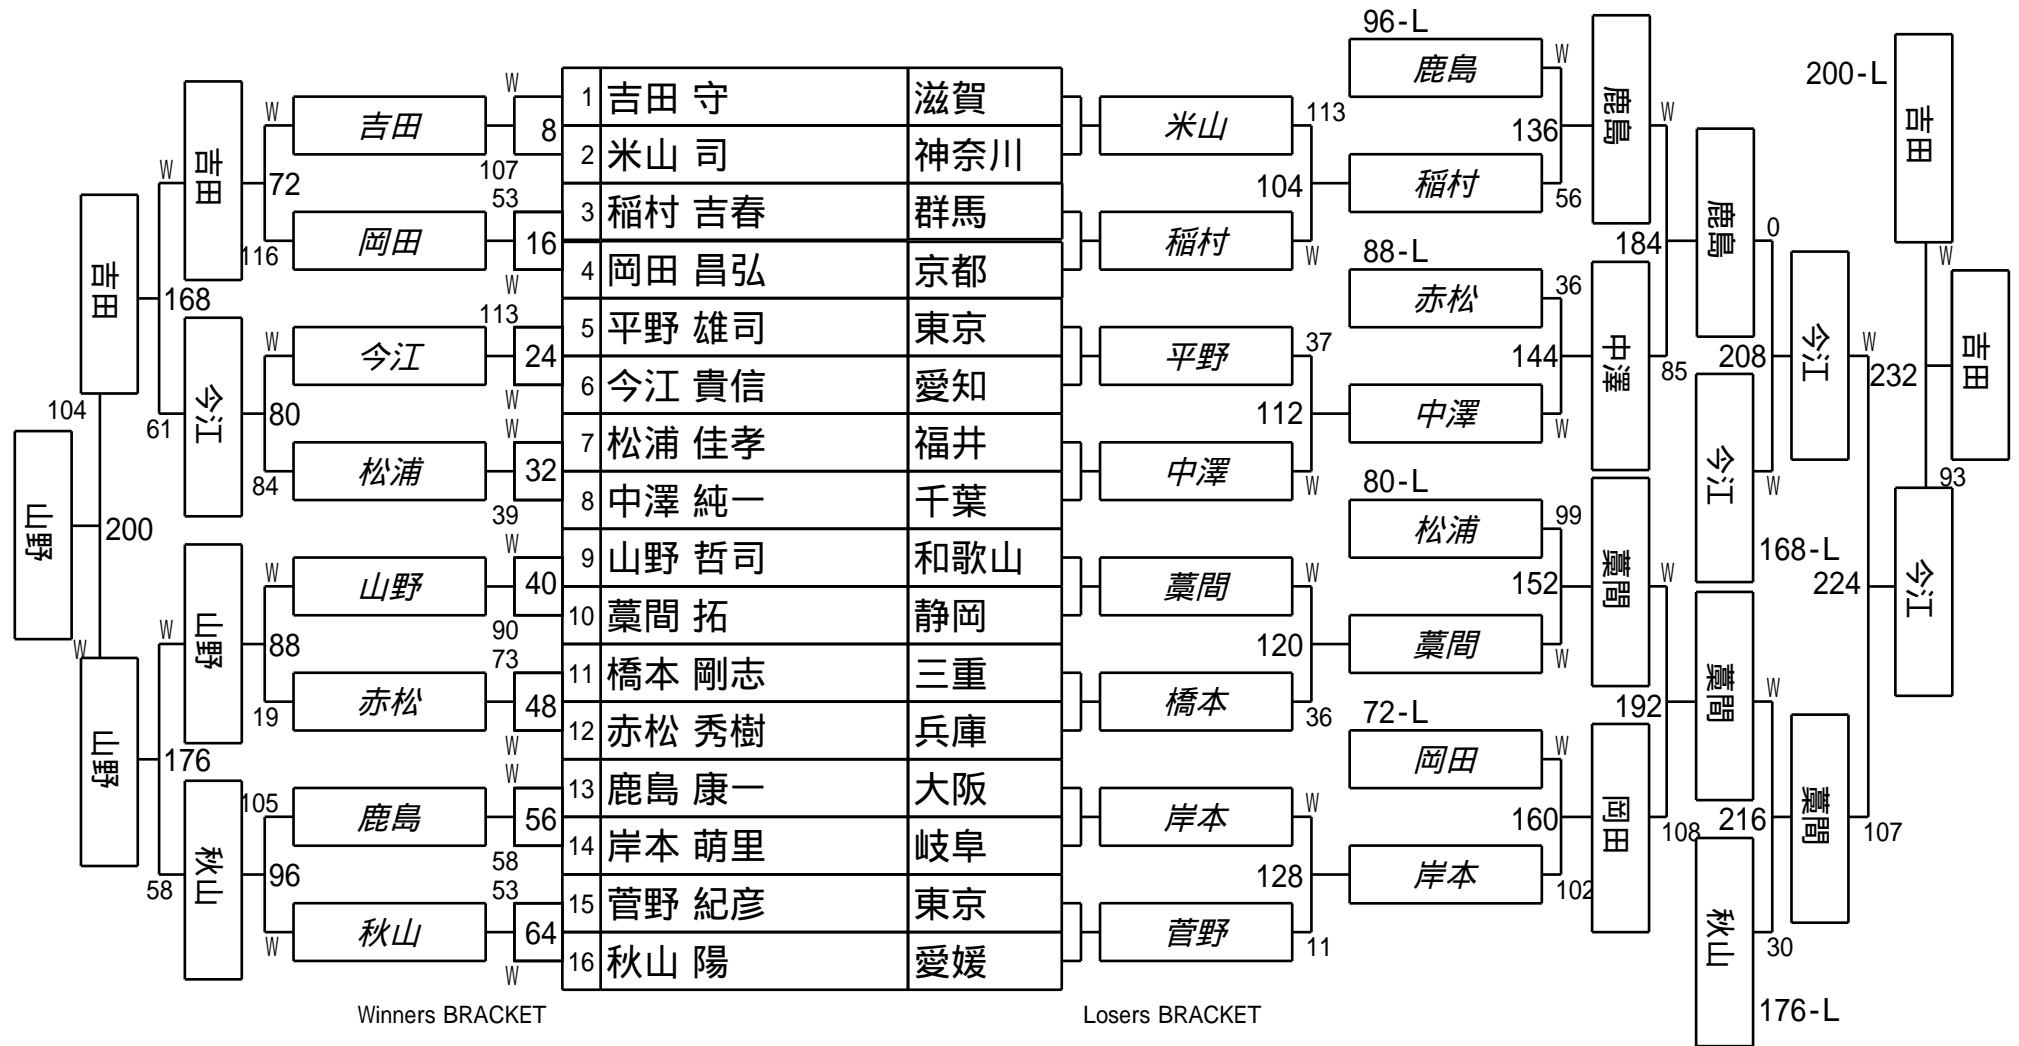 96-L
鹿島
W
200-L
吉田
W
1 吉田 守 滋賀
2 米山 司 神奈川
3 稲村 吉春 群馬
4 岡田 昌弘 京都
5 平野 雄司 東京
6 今江 貴信 愛知
7 松浦 佳孝 福井
8 中澤 純一 千葉
9 山野 哲司 和歌山
10 藁間 拓 静岡
11 橋本 剛志 三重
12 赤松 秀樹 兵庫
13 鹿島 康一 大阪
14 岸本 萌里 岐阜
15 菅野 紀彦 東京
16 秋山 陽 愛媛
W
8
107
53
16
W
113
24
W
W
32
39
W
40
90
73
48
W
W
56
58
53
64
W
W
吉田
72
岡田
116
W
今江
80
松浦
84
W
山野
88
赤松
19
105
鹿島
96
秋山
W
W
吉田
168
今江
61
W
山野
176
秋山
58
吉田
104
200
山野
W
山野
米山
113
104
稲村
W
平野
37
112
中澤
W
藁間
W
120
橋本
36
岸本
W
128
菅野
11
136
稲村
56
88-L
赤松
36
144
中澤
W
80-L
松浦
99
152
藁間
W
72-L
岡田
W
160
岸本
102
鹿島
W
184
中澤
85
藁間
W
192
岡田
108
鹿島
0
208
今江
W
168-L
藁間
W
216
秋山
30
176-L
今江
W
224
藁間
107
232
今江
93
吉田
Winners BRACKET
Losers BRACKET